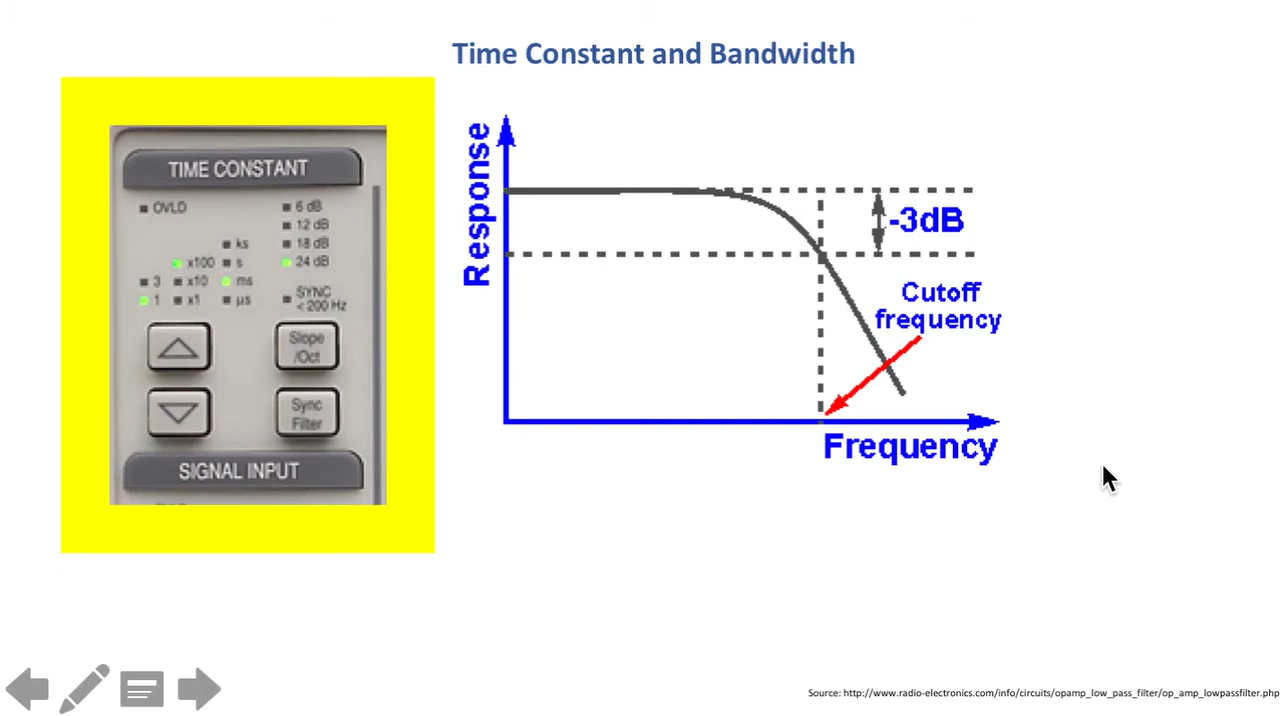 Time Constant and Bandwidth
TIME CONSTANT
OVLD
6 dB
12 dB
ks
18 dB
x100
s
24 dB
3
x10
ms
1
x1
µs
SYNC
< 200 Hz
Slope
/Oct
Sync
Filter
SIGNAL INPUT
Response
-3dB
Cutoff
frequency
Frequency
Source: http://www.radio-electronics.com/info/circuits/opamp_low_pass_filter/op_amp_lowpassfilter.php